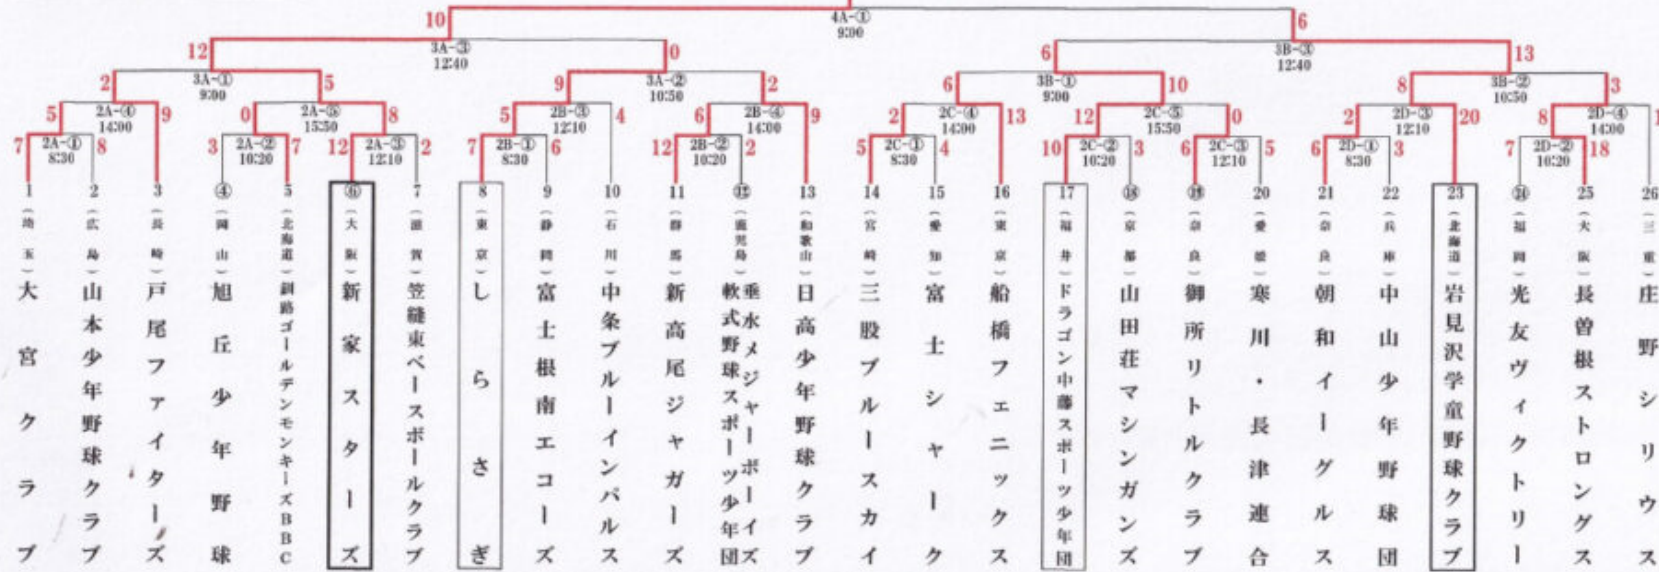 10 4A-① 6
9:00
12 3A-③ 0 6 3B-③ 13
12:40 12:40
2 3A-① 5 9 3A-② 2 6 3B-① 10 8 3B-② 3
9:00 10:50 9:00 10:50
5 2A-④ 9 0 2A-⑤ 8 5 2B-③ 4 6 2B-④ 9 2 2C-④ 13 12 2C-⑤ 0 2 2D-③ 20 8 2D-④ 1
14:00 15:50 12:10 14:00 14:00 15:50 12:10 14:00
7 2A-① 8 3 2A-② 7 12 2A-③ 2 7 2B-① 6 12 2B-② 2 5 2C-① 4 10 2C-② 3 6 2C-③ 5 6 2D-① 3 7 2D-② 18
8:30 10:20 12:10 8:30 10:20 8:30 10:20 12:10 8:30 10:20
1 (埼玉) 大宮クラブ
2 (広島) 山本少年野球クラブ
3 (長崎) 戸尾ファイターズ
④ (岡山) 旭丘少年野球
5 (北海道) 釧路ゴールデンモンキーズBBC
⑥ (大阪) 新家スターズ
7 (滋賀) 笠縫東ベースボールクラブ
8 (東京) しらさぎ
9 (静岡) 富士根南エコーズ
10 (石川) 中条ブルーインパルス
11 (群馬) 新高尾ジャガーズ
⑫ (鹿児島) 垂水メジャーボーイズ
軟式野球スポーツ少年団
13 (和歌山) 日高少年野球クラブ
14 (宮崎) 三股ブルースカイ
15 (愛知) 富士シャーク
16 (東京) 船橋フェニックス
17 (福井) ドラゴン中藤スポーツ少年団
⑱ (京都) 山田荘マシンガンズ
⑲ (奈良) 御所リトルクラブ
20 (愛媛) 寒川・長津連合
21 (奈良) 朝和イーグルス
22 (兵庫) 中山少年野球団
23 (北海道) 岩見沢学童野球クラブ
㉔ (福岡) 光友ヴィクトリー
25 (大阪) 長曽根ストロングス
26 (三重) 庄野シリウス